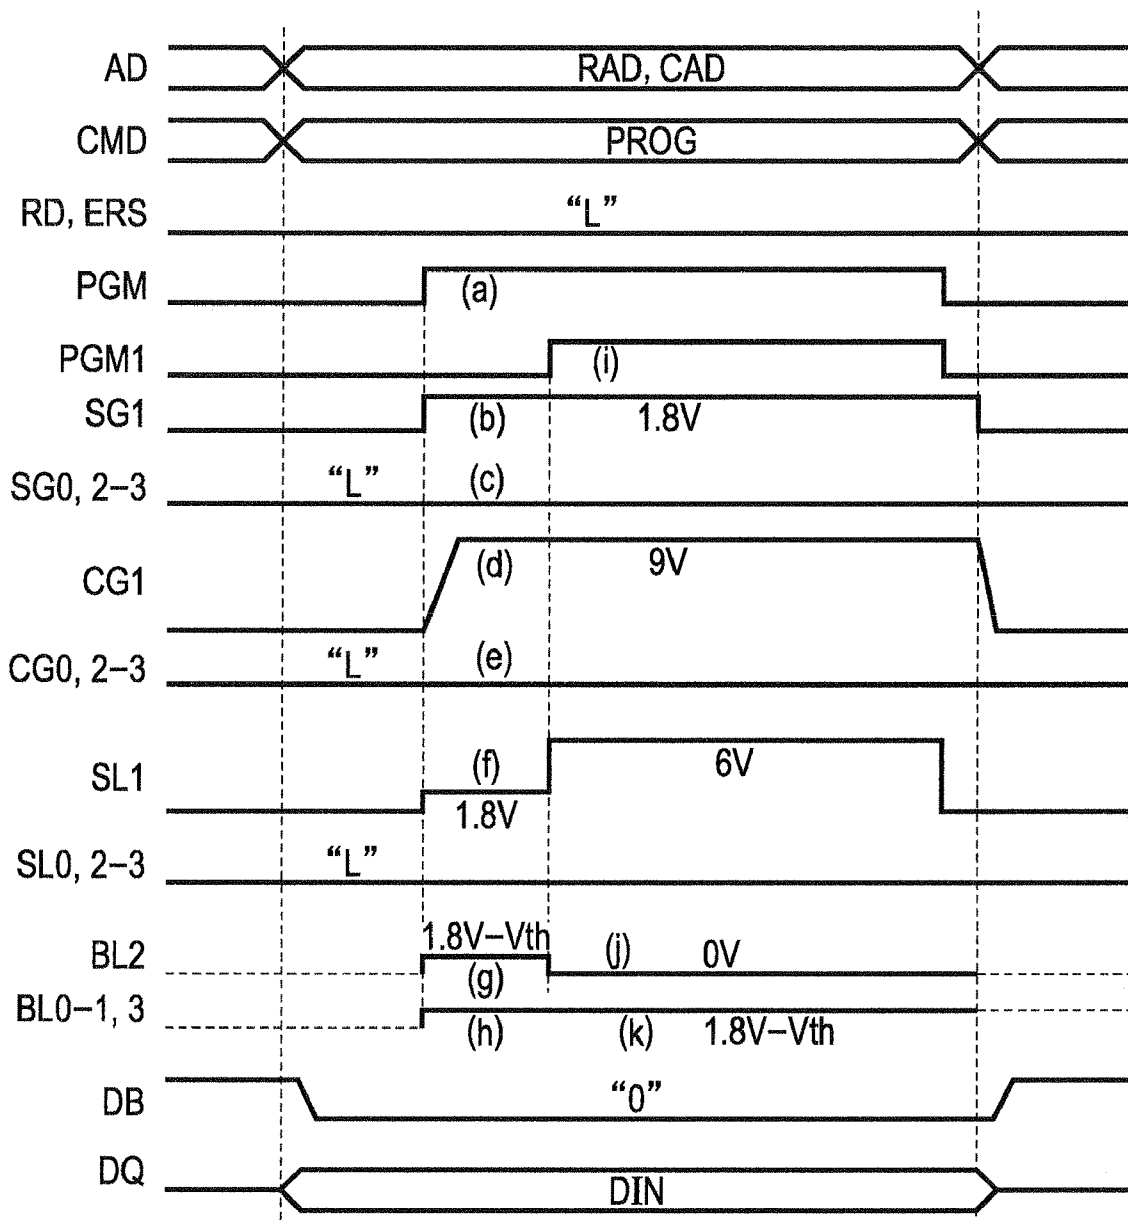 AD RAD, CAD
CMD PROG
RD, ERS “L”
PGM (a)
PGM1 (i)
SG1 (b) 1.8V
SG0, 2–3 “L” (c)
CG1 (d) 9V
CG0, 2–3 “L” (e)
SL1 (f) 6V
1.8V
SL0, 2–3 “L”
1.8V–Vth
BL2 (g) (j) 0V
BL0–1, 3 (h) (k) 1.8V–Vth
DB “0”
DQ DIN